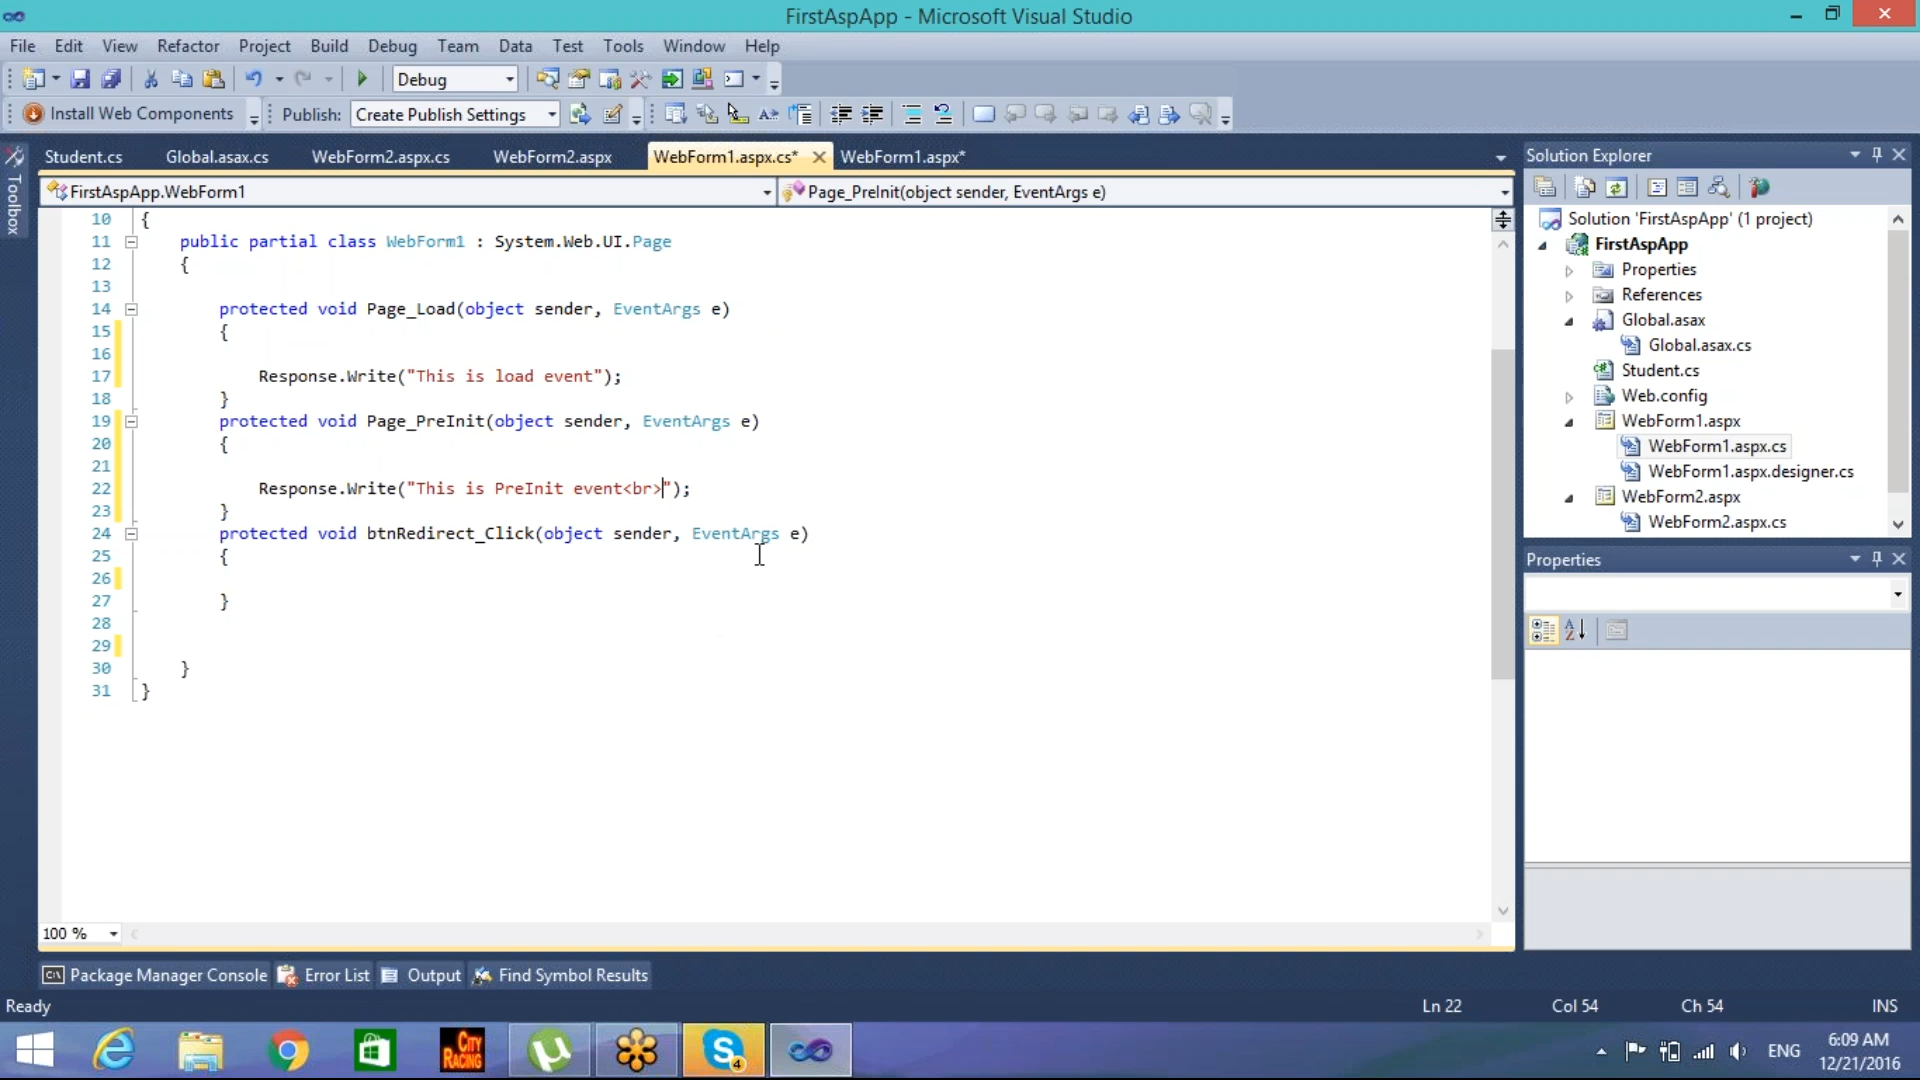 FirstAspApp - Microsoft Visual Studio
File Edit View Refactor Project Build Debug Team Data Test Tools Window Help
Debug
Install Web Components Publish: Create Publish Settings
Student.cs Global.asax.cs WebForm2.aspx.cs WebForm2.aspx WebForm1.aspx.cs* WebForm1.aspx*
FirstAspApp.WebForm1 Page_PreInit(object sender, EventArgs e)
Toolbox
10 {
11 public partial class WebForm1 : System.Web.UI.Page
12 {
13
14 protected void Page_Load(object sender, EventArgs e)
15 {
16
17 Response.Write("This is load event");
18 }
19 protected void Page_PreInit(object sender, EventArgs e)
20 {
21
22 Response.Write("This is PreInit event<br>");
23 }
24 protected void btnRedirect_Click(object sender, EventArgs e)
25 {
26
27 }
28
29
30 }
31 }
100 %
Solution Explorer
Solution 'FirstAspApp' (1 project)
FirstAspApp
Properties
References
Global.asax
Global.asax.cs
Student.cs
Web.config
WebForm1.aspx
WebForm1.aspx.cs
WebForm1.aspx.designer.cs
WebForm2.aspx
WebForm2.aspx.cs
Properties
Package Manager Console Error List Output Find Symbol Results
Ready Ln 22 Col 54 Ch 54 INS
CITY RACING
4
ENG
6:09 AM
12/21/2016